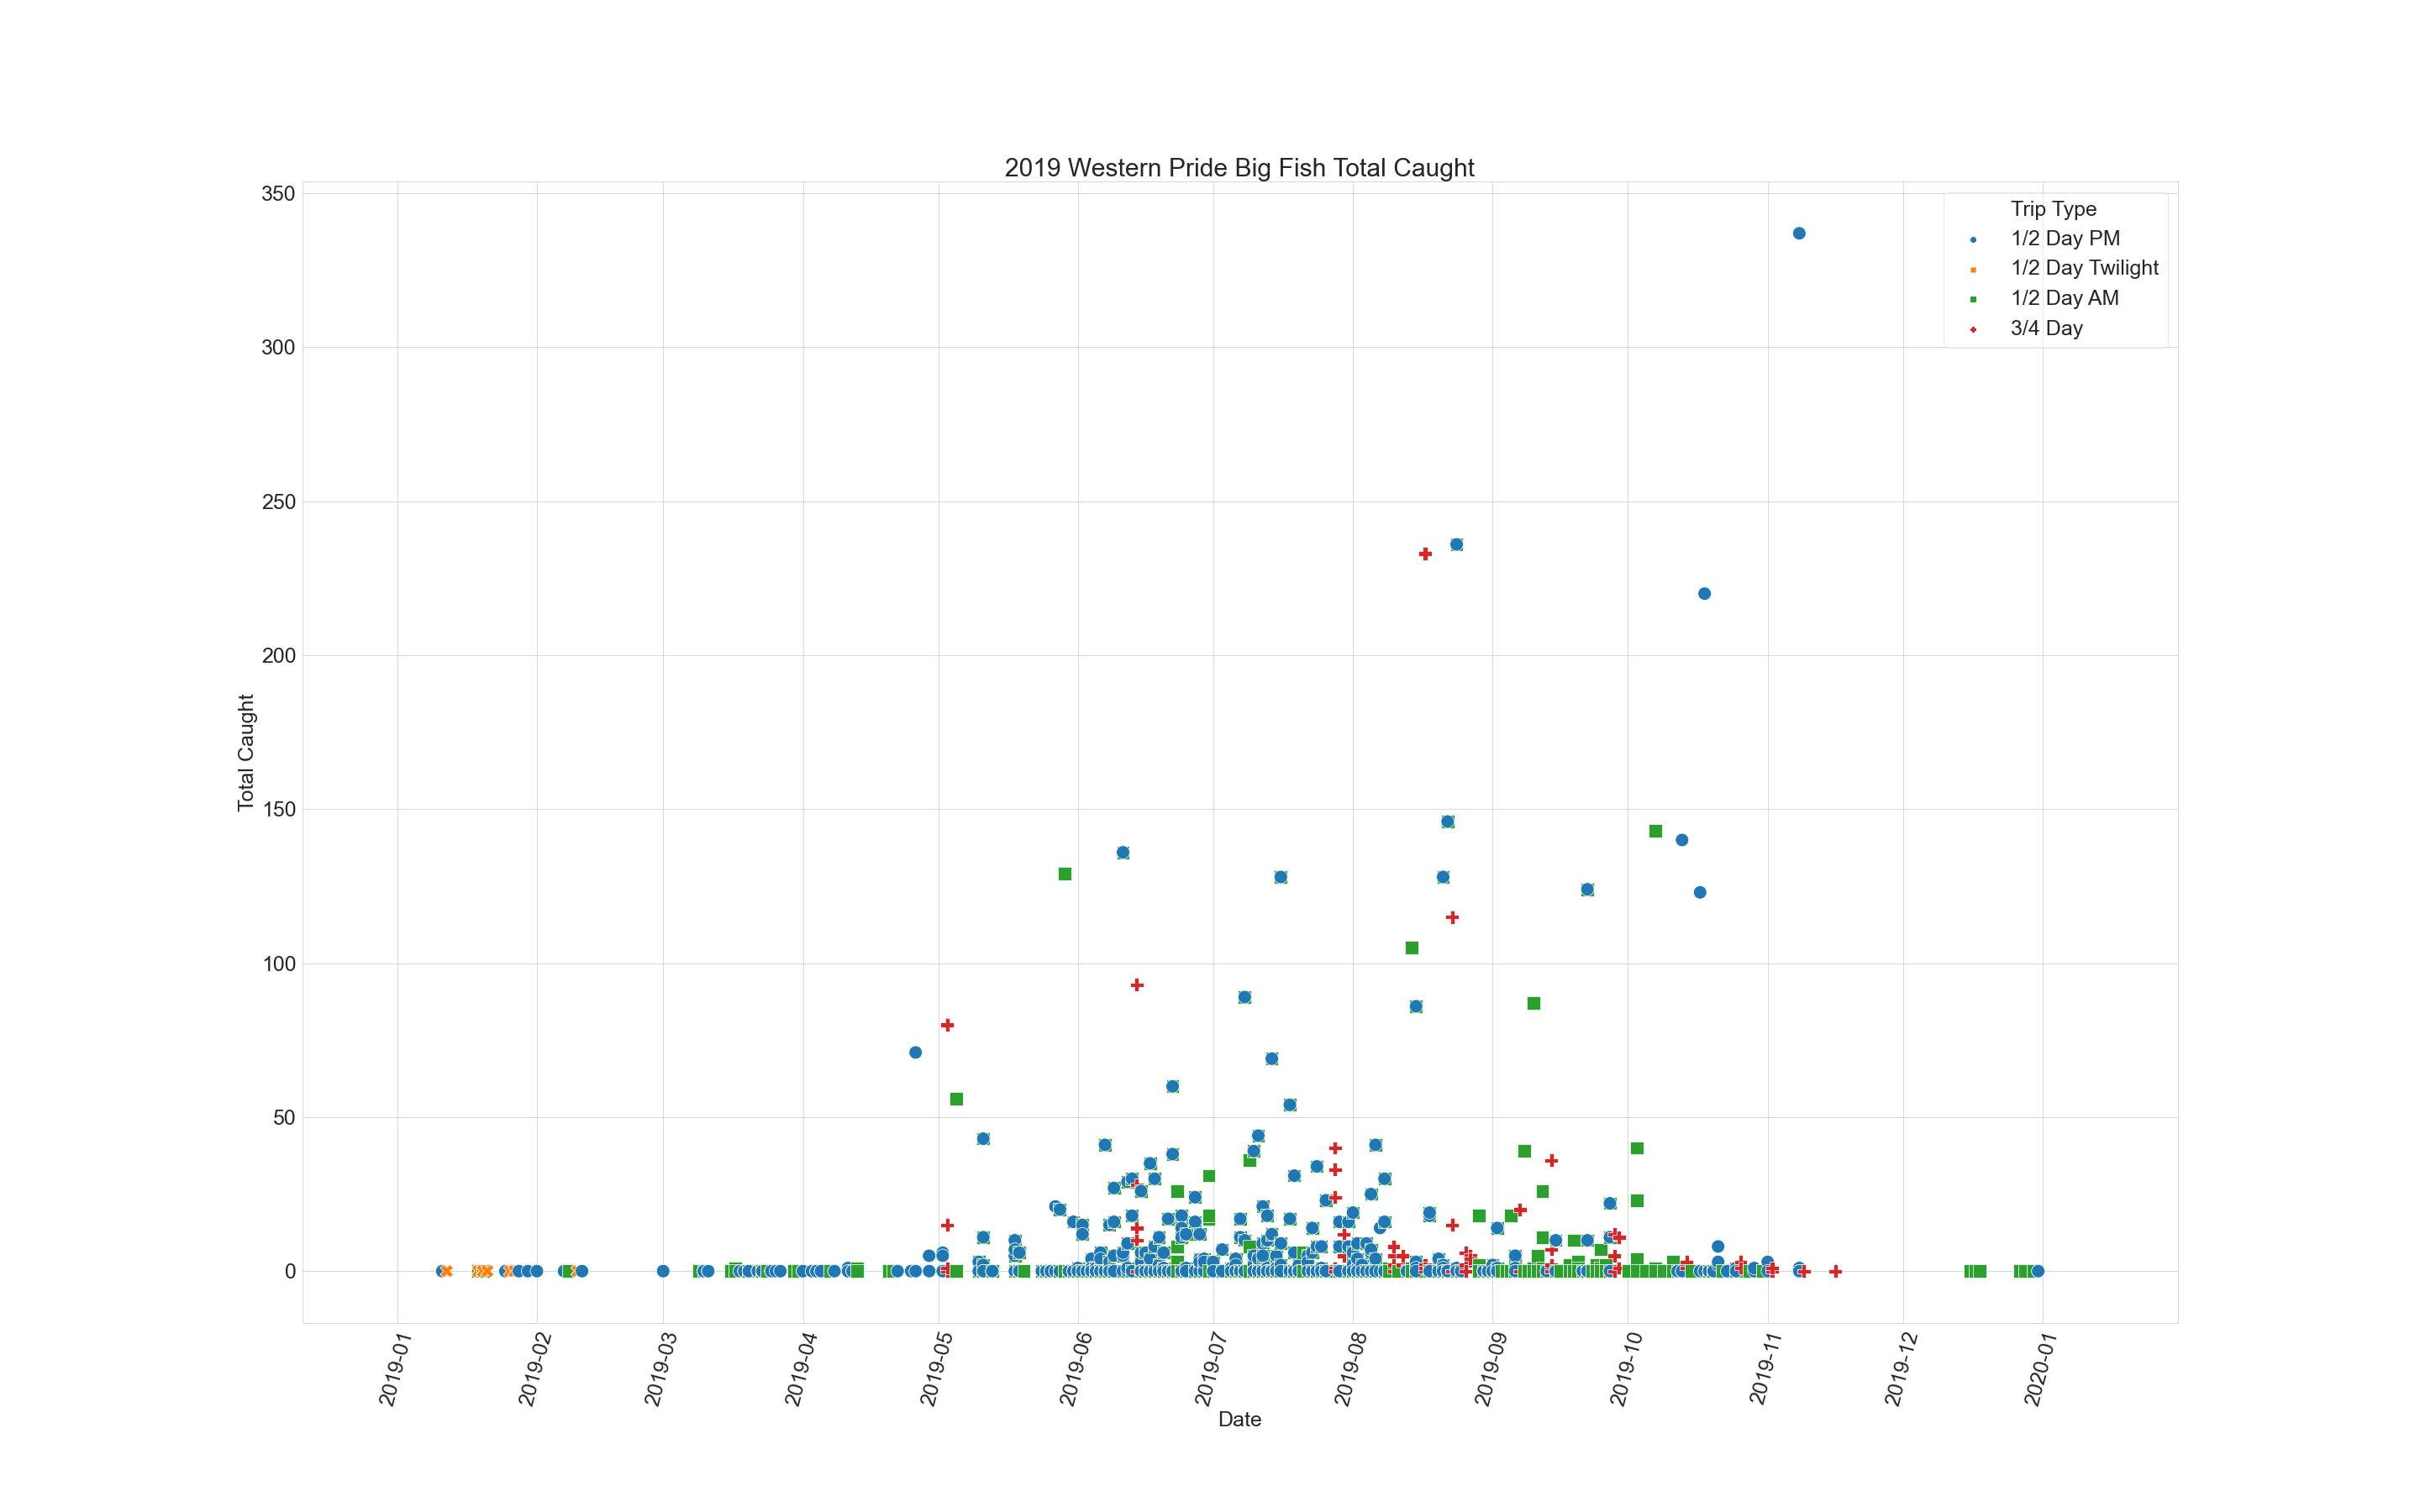 2019 Western Pride Big Fish Total Caught
350
300
250
200
150
100
50
0
Total Caught
Trip Type
1/2 Day PM
1/2 Day Twilight
1/2 Day AM
3/4 Day
2019-01
2019-02
2019-03
2019-04
2019-05
2019-06
2019-07
2019-08
2019-09
2019-10
2019-11
2019-12
2020-01
Date